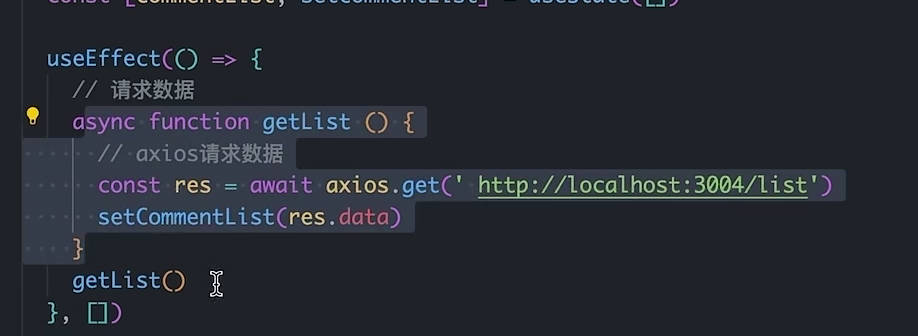 const [commentList, setCommentList] = useState([])
useEffect(() => {
// 请求数据
async function getList () {
// axios请求数据
const res = await axios.get(' http://localhost:3004/list')
setCommentList(res.data)
}
getList()
}, [])